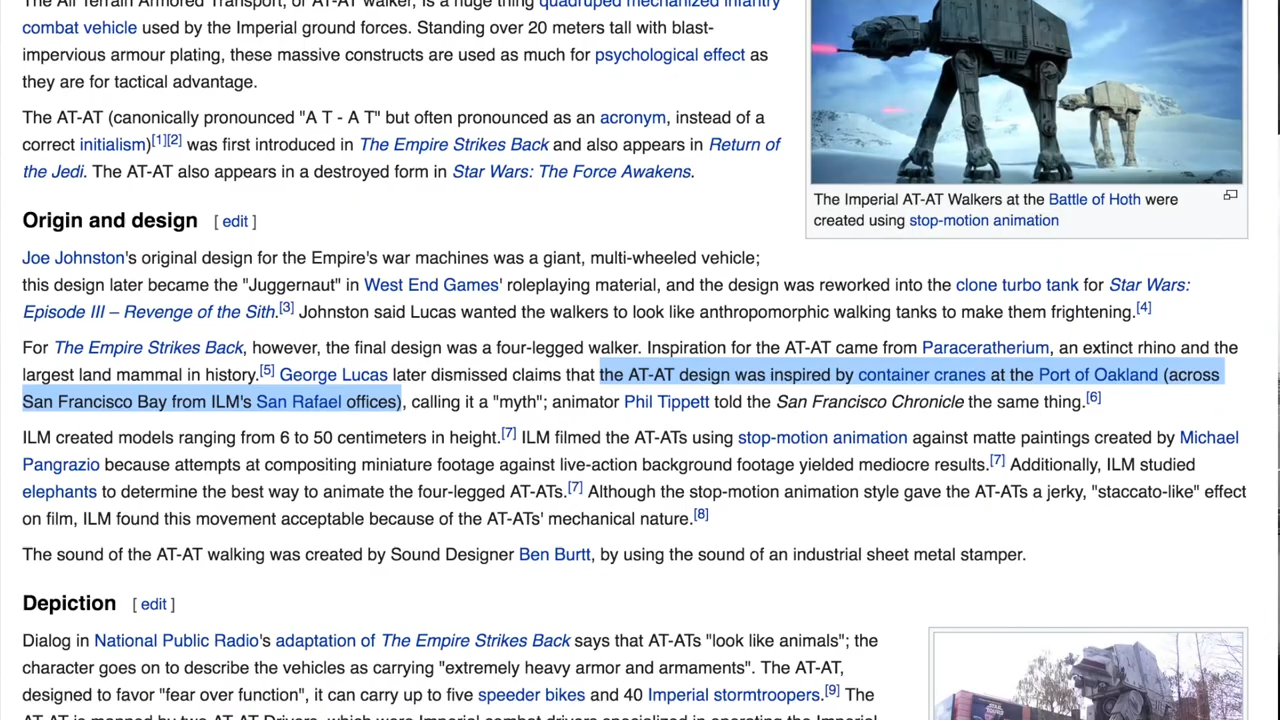 The All Terrain Armored Transport, or AT-AT walker, is a huge thing quadruped mechanized infantry
combat vehicle used by the Imperial ground forces. Standing over 20 meters tall with blast-
impervious armour plating, these massive constructs are used as much for psychological effect as
they are for tactical advantage.
The AT-AT (canonically pronounced "A T - A T" but often pronounced as an acronym, instead of a
correct initialism)[1][2] was first introduced in The Empire Strikes Back and also appears in Return of
the Jedi. The AT-AT also appears in a destroyed form in Star Wars: The Force Awakens.
The Imperial AT-AT Walkers at the Battle of Hoth were
created using stop-motion animation
Origin and design [ edit ]
Joe Johnston's original design for the Empire's war machines was a giant, multi-wheeled vehicle;
this design later became the "Juggernaut" in West End Games' roleplaying material, and the design was reworked into the clone turbo tank for Star Wars:
Episode III – Revenge of the Sith.[3] Johnston said Lucas wanted the walkers to look like anthropomorphic walking tanks to make them frightening.[4]
For The Empire Strikes Back, however, the final design was a four-legged walker. Inspiration for the AT-AT came from Paraceratherium, an extinct rhino and the
largest land mammal in history.[5] George Lucas later dismissed claims that the AT-AT design was inspired by container cranes at the Port of Oakland (across
San Francisco Bay from ILM's San Rafael offices), calling it a "myth"; animator Phil Tippett told the San Francisco Chronicle the same thing.[6]
ILM created models ranging from 6 to 50 centimeters in height.[7] ILM filmed the AT-ATs using stop-motion animation against matte paintings created by Michael
Pangrazio because attempts at compositing miniature footage against live-action background footage yielded mediocre results.[7] Additionally, ILM studied
elephants to determine the best way to animate the four-legged AT-ATs.[7] Although the stop-motion animation style gave the AT-ATs a jerky, "staccato-like" effect
on film, ILM found this movement acceptable because of the AT-ATs' mechanical nature.[8]
The sound of the AT-AT walking was created by Sound Designer Ben Burtt, by using the sound of an industrial sheet metal stamper.
Depiction [ edit ]
Dialog in National Public Radio's adaptation of The Empire Strikes Back says that AT-ATs "look like animals"; the
character goes on to describe the vehicles as carrying "extremely heavy armor and armaments". The AT-AT,
designed to favor "fear over function", it can carry up to five speeder bikes and 40 Imperial stormtroopers.[9] The
AT-AT is manned by two AT-AT Drivers, which were Imperial combat drivers specialized in operating the Imperial